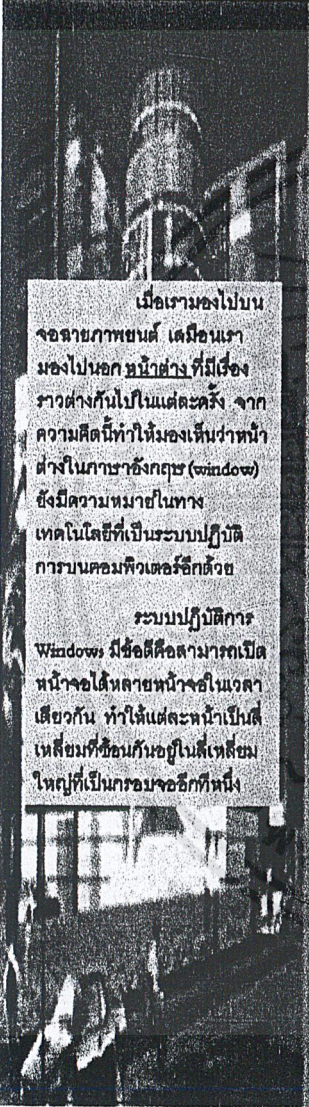 เมื่อเรามองไปบน
จอฉายภาพยนต์ เสมือนเรา
มองไปนอก หน้าต่าง ที่มีเรื่อง
ราวต่างกันไปในแต่ละครั้ง จาก
ความคิดนี้ทำให้มองเห็นว่าหน้า
ต่างในภาษาอังกฤษ (window)
ยังมีความหมายในทาง
เทคโนโลยีที่เป็นระบบปฏิบัติ
การบนคอมพิวเตอร์อีกด้วย
ระบบปฏิบัติการ
Windows มีข้อดีคือสามารถเปิด
หน้าจอได้หลายหน้าจอในเวลา
เดียวกัน ทำให้แต่ละหน้าเป็นสี่
เหลี่ยมที่ซ้อนกันอยู่ในสี่เหลี่ยม
ใหญ่ที่เป็นกรอบจออีกทีหนึ่ง